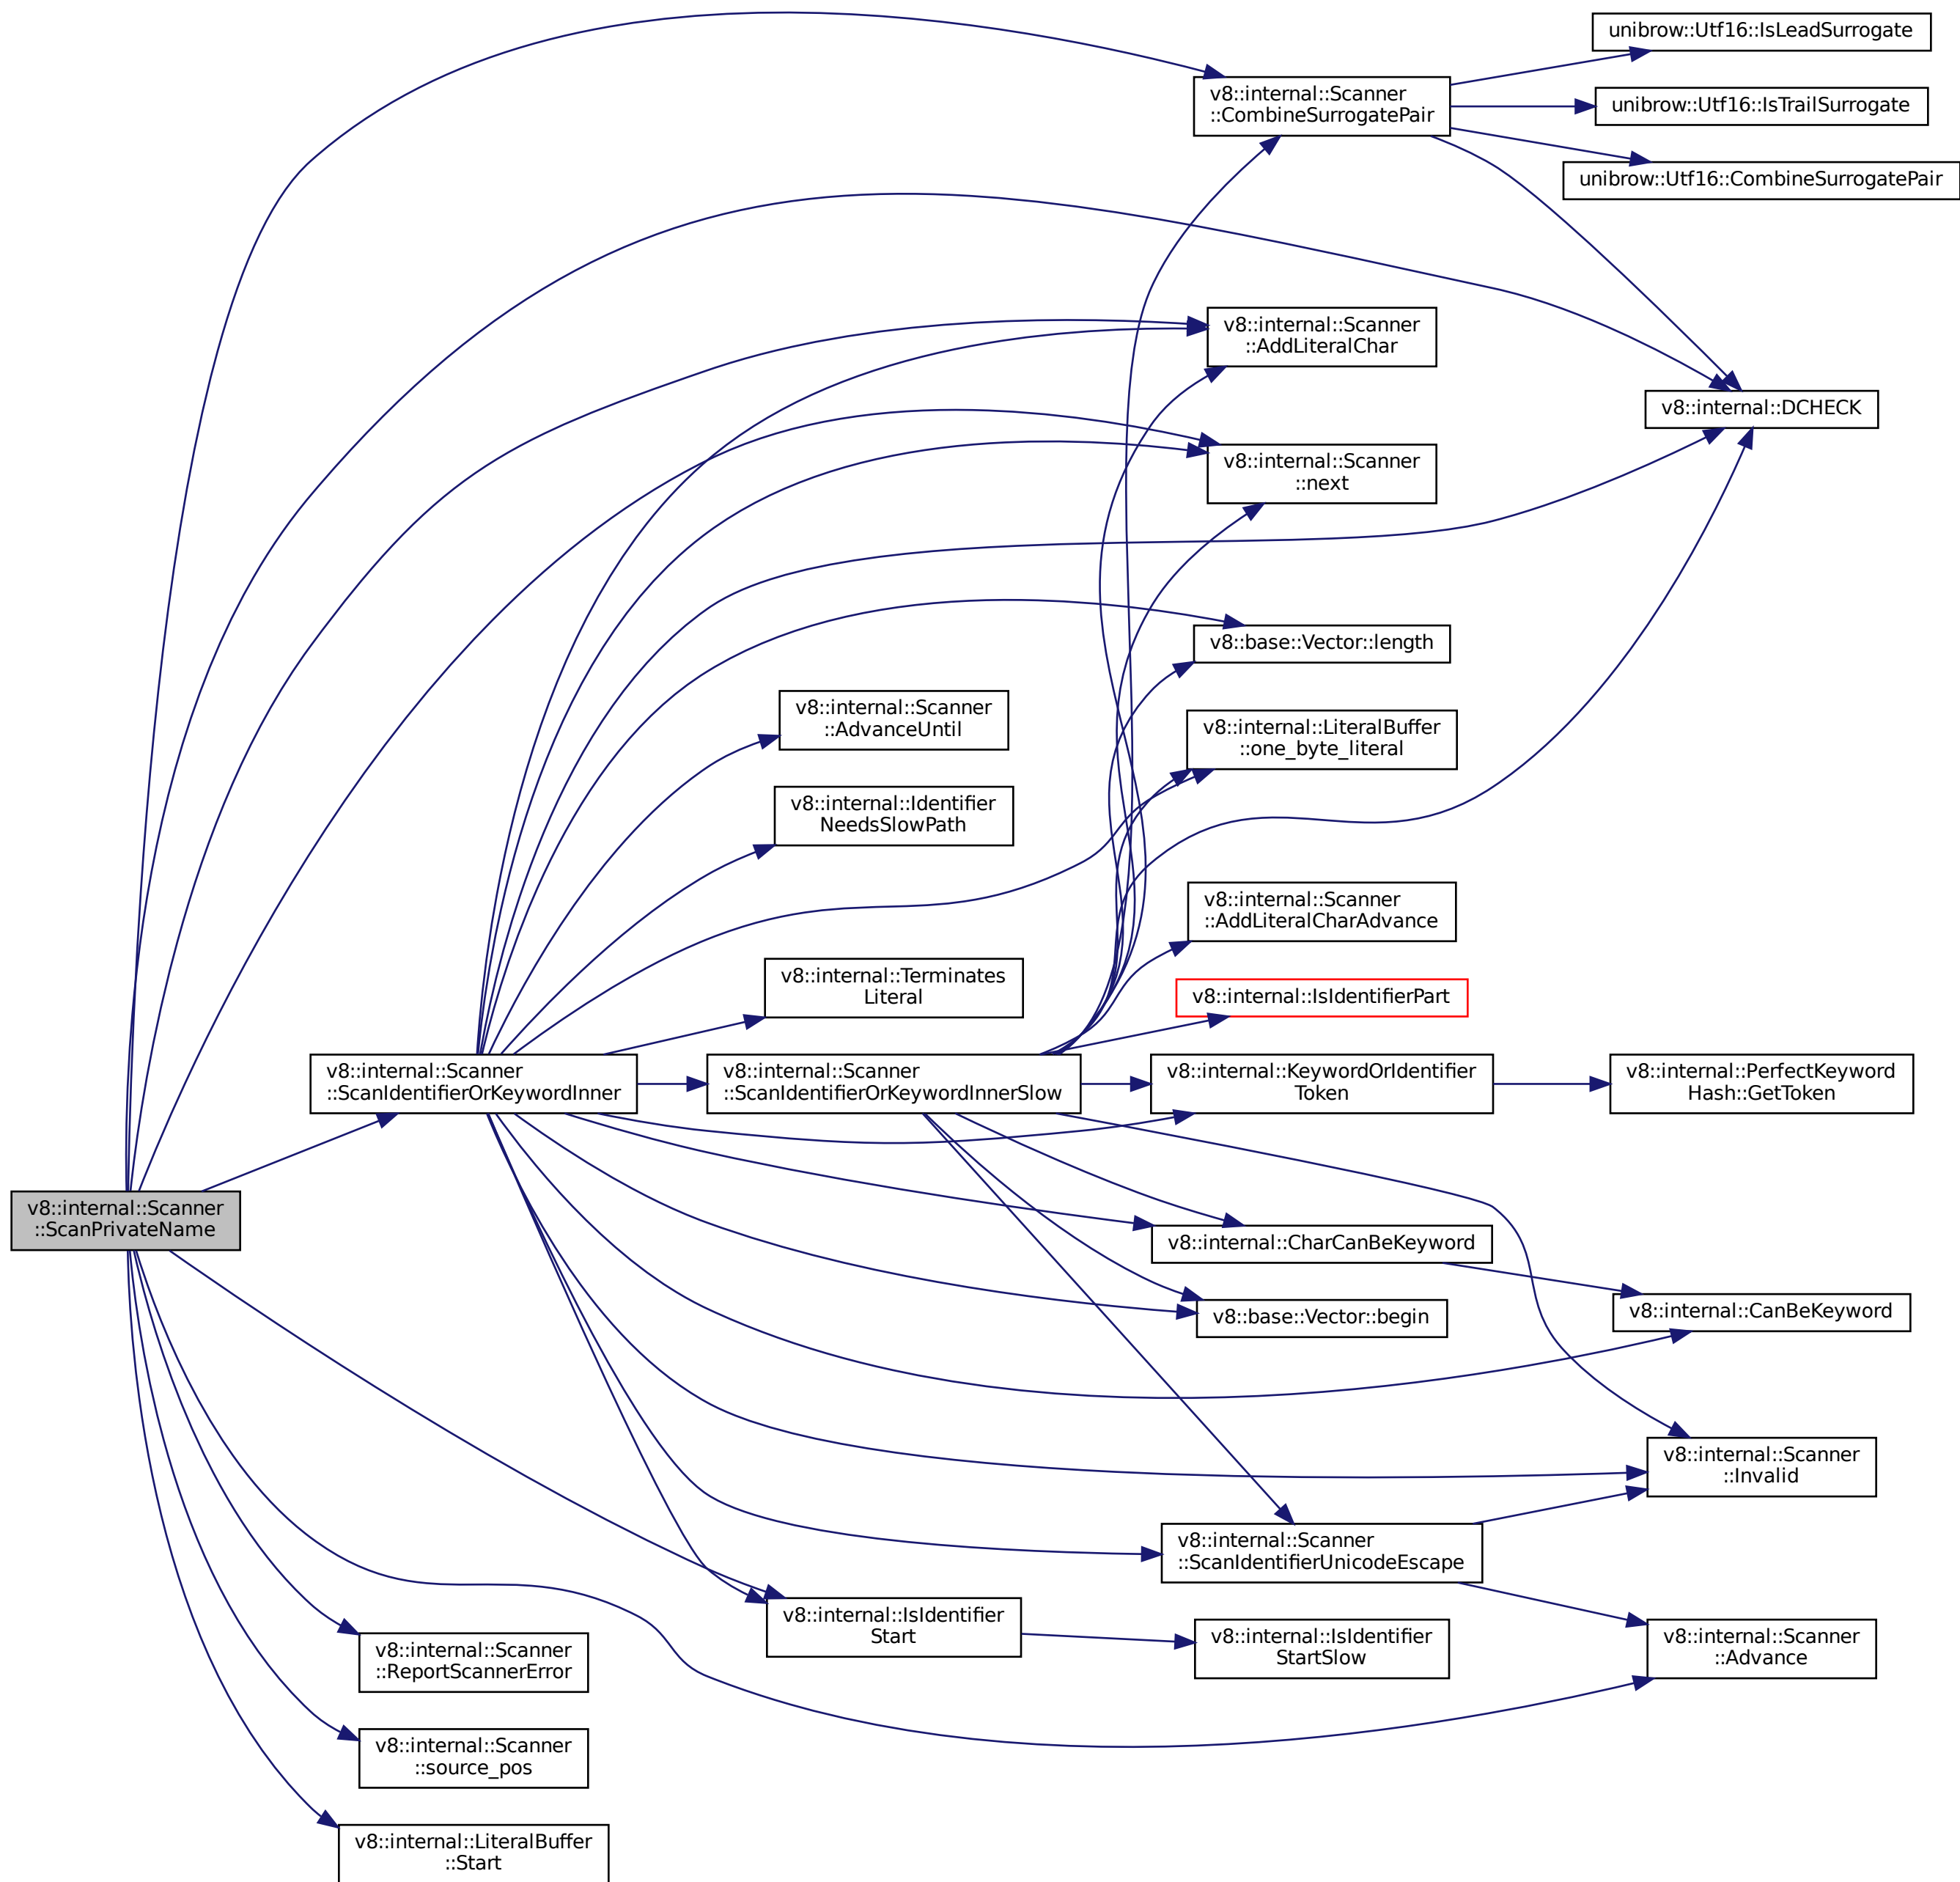 unibrow::Utf16::IsLeadSurrogate
v8::internal::Scanner
::CombineSurrogatePair
unibrow::Utf16::IsTrailSurrogate
unibrow::Utf16::CombineSurrogatePair
v8::internal::Scanner
::AddLiteralChar
v8::internal::DCHECK
v8::internal::Scanner
::next
v8::base::Vector::length
v8::internal::Scanner
::AdvanceUntil
v8::internal::LiteralBuffer
::one_byte_literal
v8::internal::Identifier
NeedsSlowPath
v8::internal::Scanner
::AddLiteralCharAdvance
v8::internal::Terminates
Literal
v8::internal::IsIdentifierPart
v8::internal::Scanner
::ScanIdentifierOrKeywordInner
v8::internal::Scanner
::ScanIdentifierOrKeywordInnerSlow
v8::internal::KeywordOrIdentifier
Token
v8::internal::PerfectKeyword
Hash::GetToken
v8::internal::Scanner
::ScanPrivateName
v8::internal::CharCanBeKeyword
v8::base::Vector::begin
v8::internal::CanBeKeyword
v8::internal::Scanner
::Invalid
v8::internal::Scanner
::ScanIdentifierUnicodeEscape
v8::internal::IsIdentifier
Start
v8::internal::Scanner
::ReportScannerError
v8::internal::IsIdentifier
StartSlow
v8::internal::Scanner
::Advance
v8::internal::Scanner
::source_pos
v8::internal::LiteralBuffer
::Start